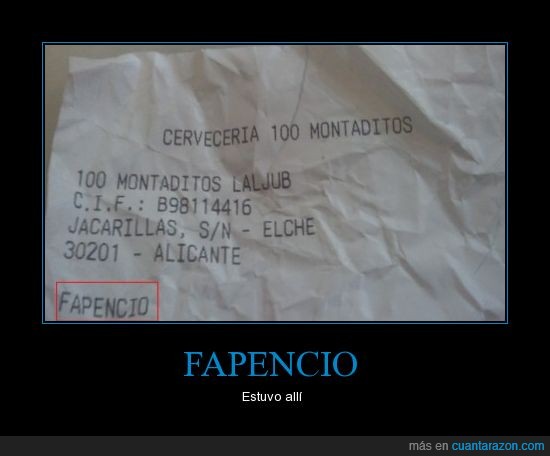 CERVECERIA 100 MONTADITOS
100 MONTADITOS LALJUB
C.I.F.: B98114416
JACARILLAS, S/N - ELCHE
30201 - ALICANTE
FAPENCIO
FAPENCIO
Estuvo allí
más en cuantarazon.com